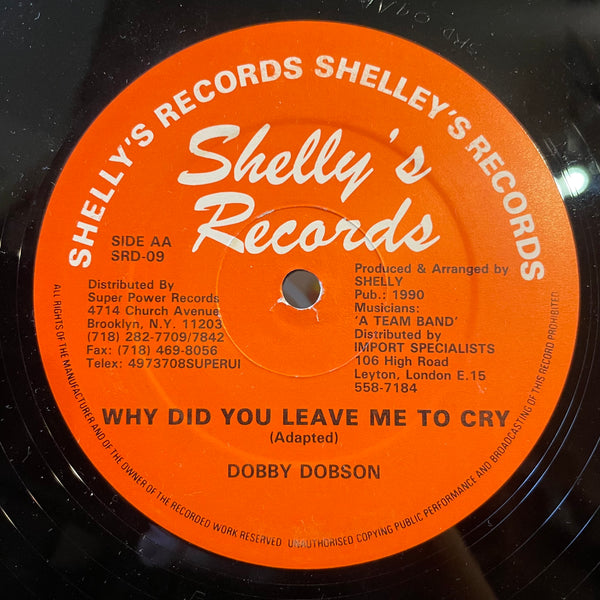 SHELLY'S RECORDS SHELLEY'S RECORDS
Shelly's
Records
SIDE AA
SRD-09
Distributed By
Super Power Records
4714 Church Avenue
Brooklyn, N.Y. 11203
(718) 282-7709/7842
Fax: (718) 469-8056
Telex: 4973708SUPERUI
Produced & Arranged by
SHELLY
Pub.: 1990
Musicians:
'A TEAM BAND'
Distributed by
IMPORT SPECIALISTS
106 High Road
Leyton, London E.15
558-7184
WHY DID YOU LEAVE ME TO CRY
(Adapted)
DOBBY DOBSON
ALL RIGHTS OF THE MANUFACTURER AND OF THE OWNER OF THE RECORDED WORK RESERVED UNAUTHORISED COPYING PUBLIC PERFORMANCE AND BROADCASTING OF THIS RECORD PROHIBITED